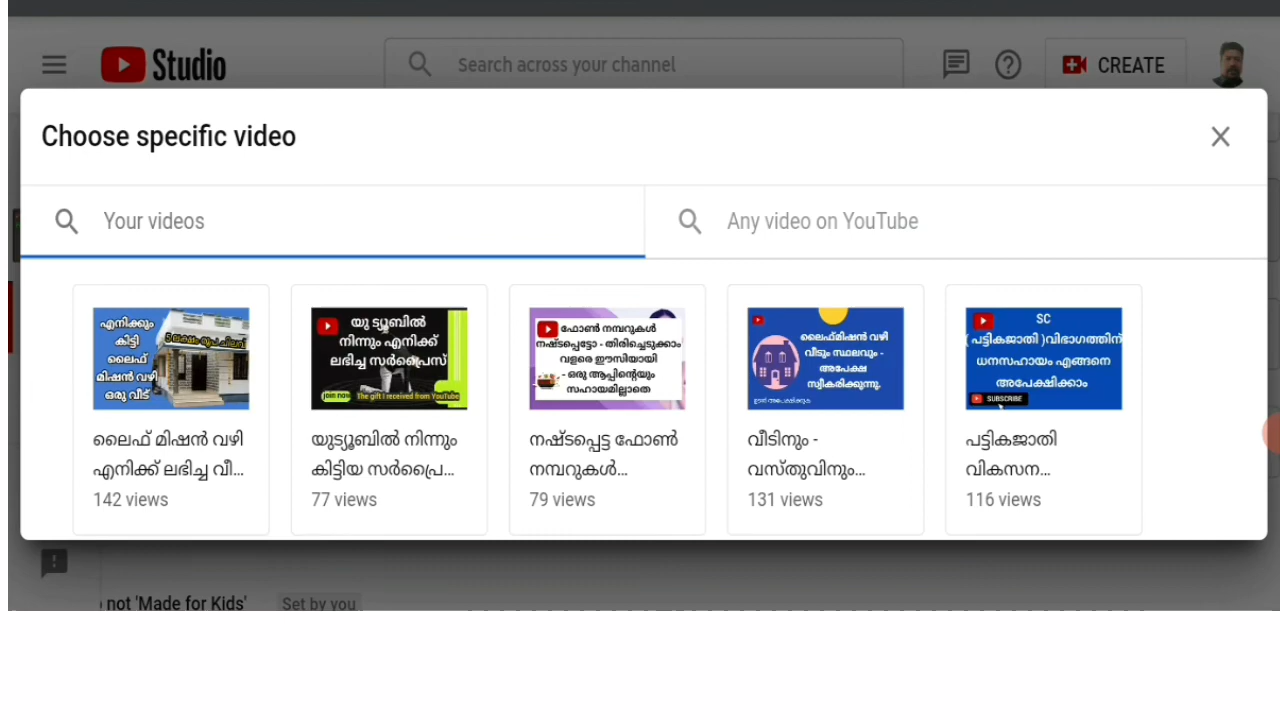 Studio
Search across your channel
CREATE
Choose specific video
Your videos
Any video on YouTube
എനിക്കും
കിട്ടി
ലൈഫ്
മിഷൻ വഴി
ഒരു വീട്
യു ട്യൂബിൽ
നിന്നും എനിക്ക്
ലഭിച്ച സർപ്രൈസ്
join now The gift I received from YouTube
ഫോൺ നമ്പറുകൾ
നഷ്ടപ്പെട്ടോ - തിരിച്ചെടുക്കാം
വളരെ ഈസിയായി
- ഒരു ആപ്പിന്റെയും
സഹായമില്ലാതെ
ലൈഫ്മിഷൻ വഴി
വീടും സ്ഥലവും -
അപേക്ഷ
സ്വീകരിക്കുന്നു.
ഉടൻ അപേക്ഷിക്കുക
SC
( പട്ടികജാതി )വിഭാഗത്തിന്
ധനസഹായം എങ്ങനെ
അപേക്ഷിക്കാം
SUBSCRIBE
ലൈഫ് മിഷൻ വഴി
എനിക്ക് ലഭിച്ച വീ...
142 views
യുട്യൂബിൽ നിന്നും
കിട്ടിയ സർപ്രൈ...
77 views
നഷ്ടപ്പെട്ട ഫോൺ
നമ്പറുകൾ...
79 views
വീടിനും -
വസ്തുവിനും...
131 views
പട്ടികജാതി
വികസന...
116 views
not 'Made for Kids' Set by you